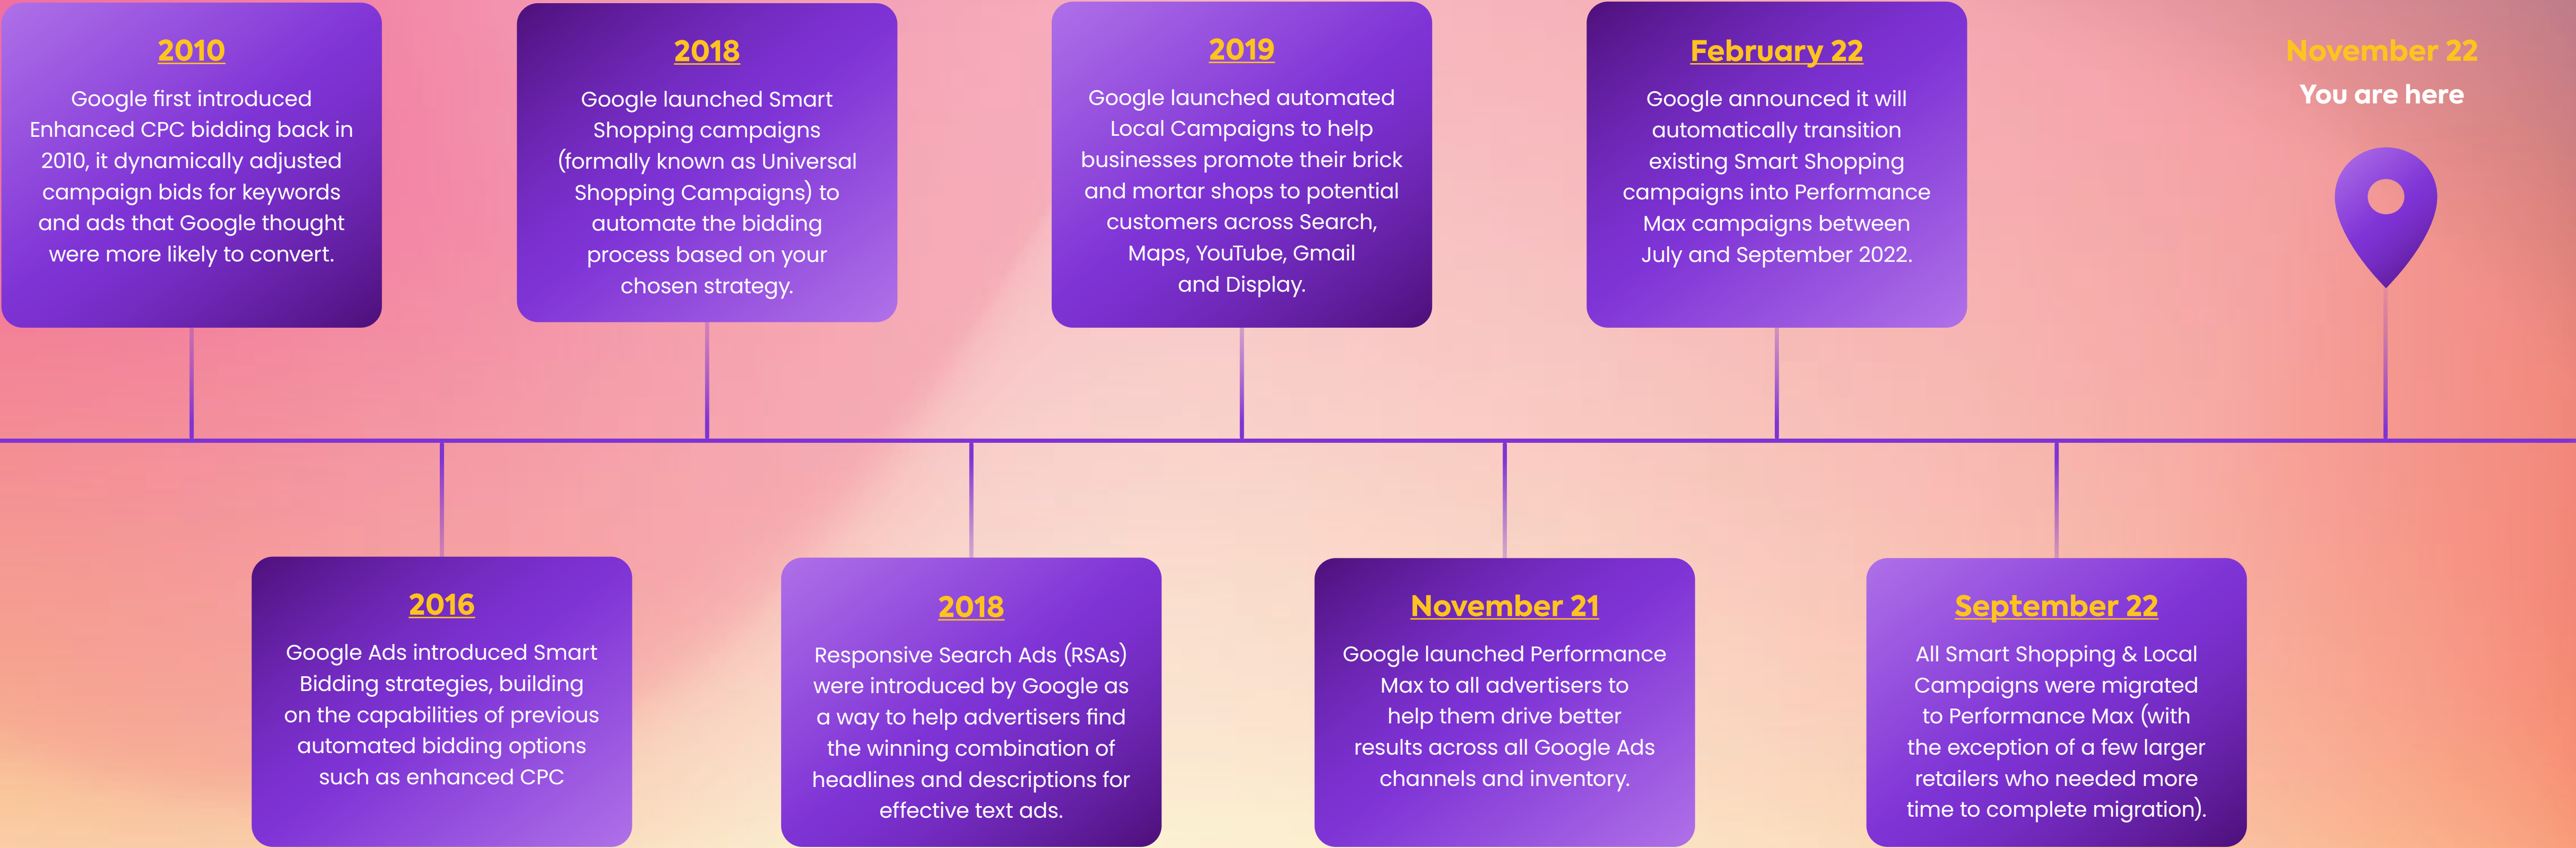 2010
Google first introduced
Enhanced CPC bidding back in
2010, it dynamically adjusted
campaign bids for keywords
and ads that Google thought
were more likely to convert.
2016
Google Ads introduced Smart
Bidding strategies, building
on the capabilities of previous
automated bidding options
such as enhanced CPC
2018
Google launched Smart
Shopping campaigns
(formally known as Universal
Shopping Campaigns) to
automate the bidding
process based on your
chosen strategy.
2018
Responsive Search Ads (RSAs)
were introduced by Google as
a way to help advertisers find
the winning combination of
headlines and descriptions for
effective text ads.
2019
Google launched automated
Local Campaigns to help
businesses promote their brick
and mortar shops to potential
customers across Search,
Maps, YouTube, Gmail
and Display.
November 21
Google launched Performance
Max to all advertisers to
help them drive better
results across all Google Ads
channels and inventory.
February 22
Google announced it will
automatically transition
existing Smart Shopping
campaigns into Performance
Max campaigns between
July and September 2022.
September 22
All Smart Shopping & Local
Campaigns were migrated
to Performance Max (with
the exception of a few larger
retailers who needed more
time to complete migration).
November 22
You are here